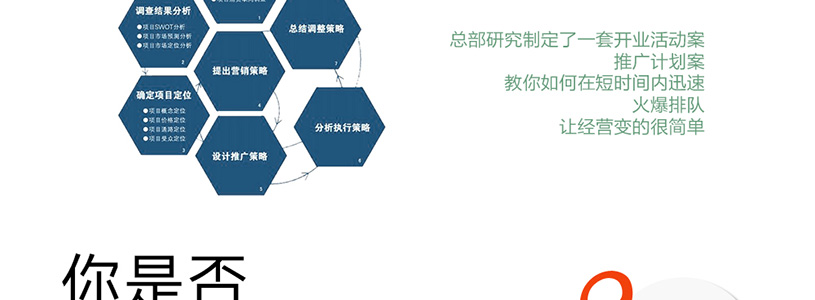 1
调查结果分析
●项目SWOT分析
●项目市场预测分析
●项目市场定位分析
2
总结调整策略
7
提出营销策略
4
确定项目定位
●项目概念定位
●项目价格定位
●项目通路定位
●项目受众定位
3
分析执行策略
6
设计推广策略
5
总部研究制定了一套开业活动案
推广计划案
教你如何在短时间内迅速
火爆排队
让经营变的很简单
你是否